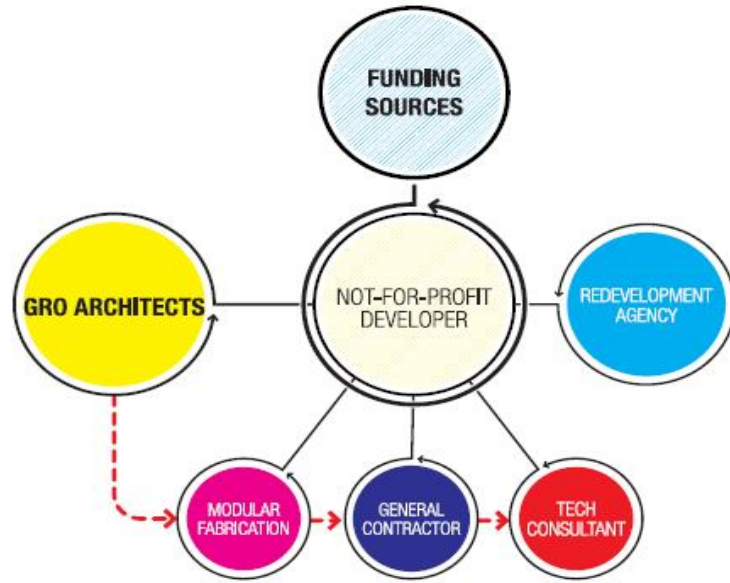 FUNDING
SOURCES
GRO ARCHITECTS
NOT-FOR-PROFIT
DEVELOPER
REDEVELOPMENT
AGENCY
MODULAR
FABRICATION
GENERAL
CONTRACTOR
TECH
CONSULTANT